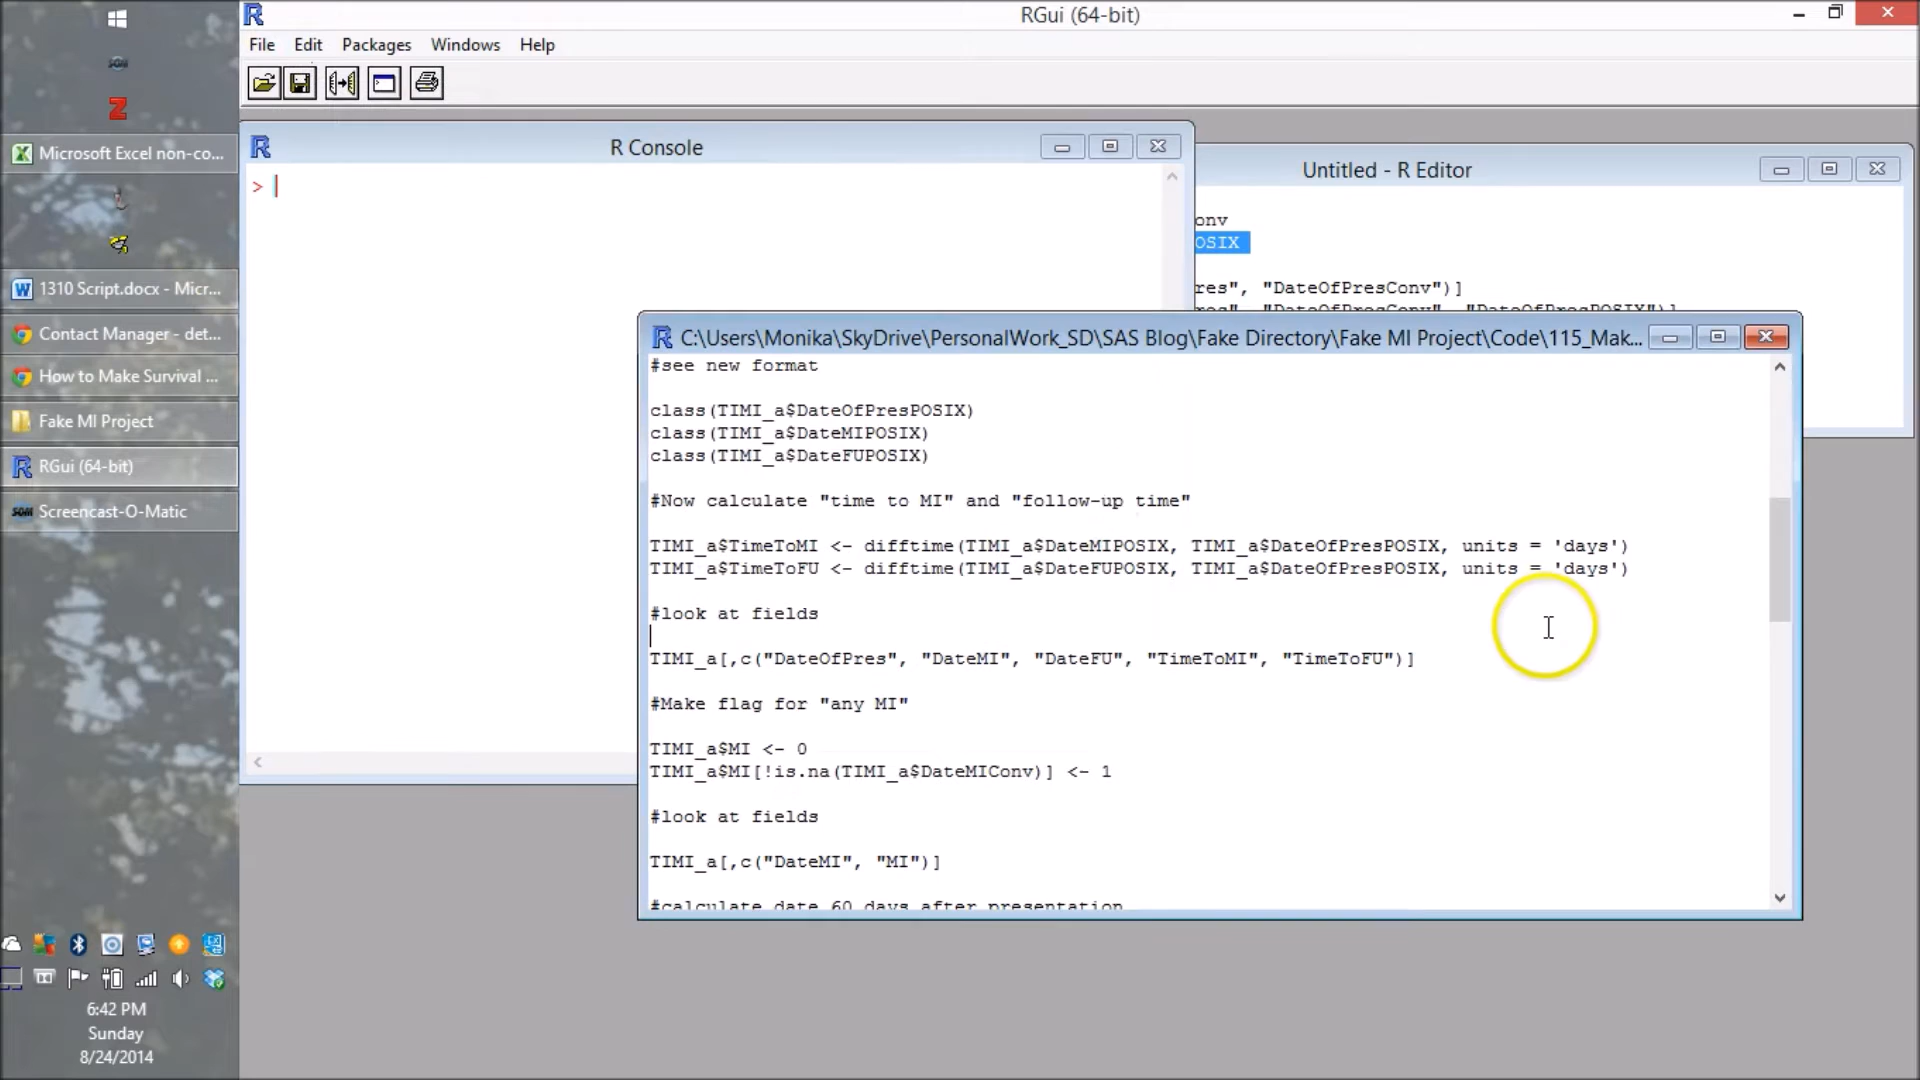 RGui (64-bit)
File Edit Packages Windows Help
R Console
>
Untitled - R Editor
onv
OSIX
res", "DateOfPresConv")]
C:\Users\Monika\SkyDrive\PersonalWork_SD\SAS Blog\Fake Directory\Fake MI Project\Code\115_Mak...
#see new format
class(TIMI_a$DateOfPresPOSIX)
class(TIMI_a$DateMIPOSIX)
class(TIMI_a$DateFUPOSIX)
#Now calculate "time to MI" and "follow-up time"
TIMI_a$TimeToMI <- difftime(TIMI_a$DateMIPOSIX, TIMI_a$DateOfPresPOSIX, units = 'days')
TIMI_a$TimeToFU <- difftime(TIMI_a$DateFUPOSIX, TIMI_a$DateOfPresPOSIX, units = 'days')
#look at fields
TIMI_a[,c("DateOfPres", "DateMI", "DateFU", "TimeToMI", "TimeToFU")]
#Make flag for "any MI"
TIMI_a$MI <- 0
TIMI_a$MI[!is.na(TIMI_a$DateMIConv)] <- 1
#look at fields
TIMI_a[,c("DateMI", "MI")]
#calculate date 60 days after presentation
Microsoft Excel non-co...
1310 Script.docx - Micr...
Contact Manager - det...
How to Make Survival ...
Fake MI Project
RGui (64-bit)
Screencast-O-Matic
6:42 PM
Sunday
8/24/2014